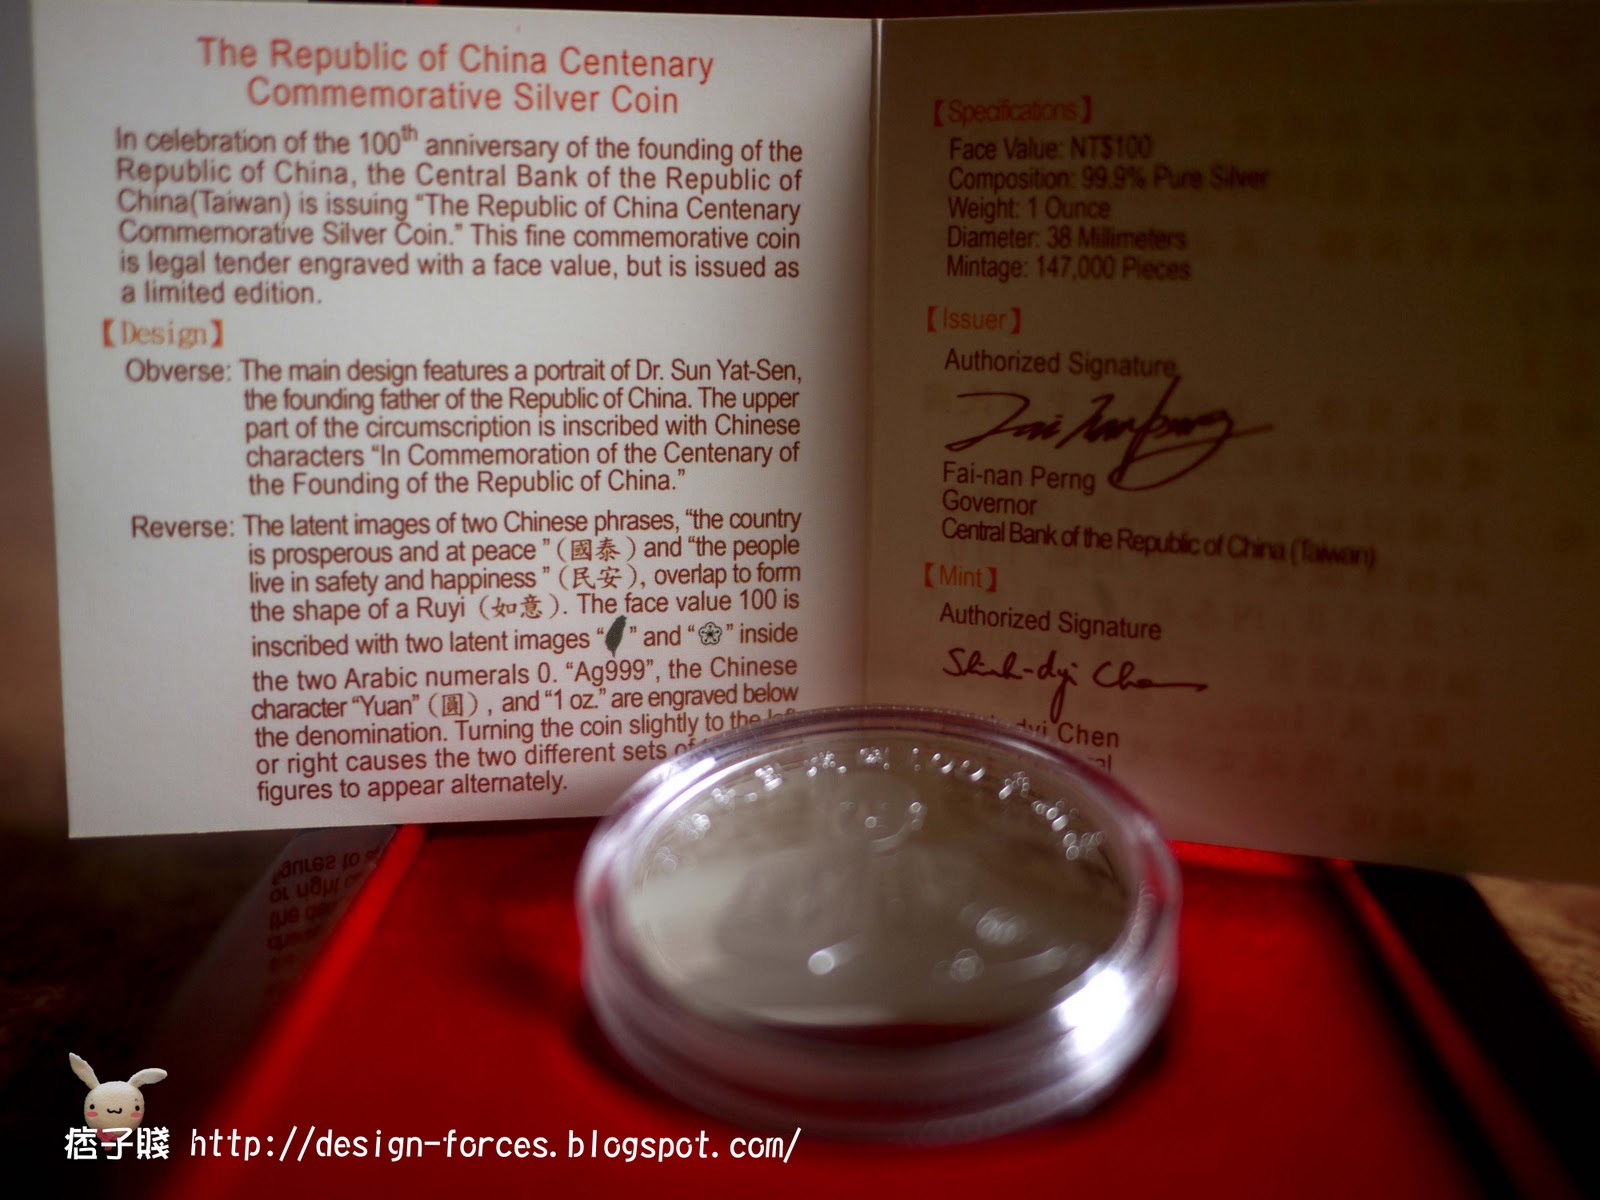 The Republic of China Centenary
Commemorative Silver Coin
In celebration of the 100th anniversary of the founding of the
Republic of China, the Central Bank of the Republic of
China(Taiwan) is issuing “The Republic of China Centenary
Commemorative Silver Coin.” This fine commemorative coin
is legal tender engraved with a face value, but is issued as
a limited edition.
【Design】
Obverse: The main design features a portrait of Dr. Sun Yat-Sen,
the founding father of the Republic of China. The upper
part of the circumscription is inscribed with Chinese
characters “In Commemoration of the Centenary of
the Founding of the Republic of China.”
Reverse: The latent images of two Chinese phrases, “the country
is prosperous and at peace ”（國泰）and “the people
live in safety and happiness ”（民安）, overlap to form
the shape of a Ruyi（如意）. The face value 100 is
inscribed with two latent images “ ” and “ ” inside
the two Arabic numerals 0. “Ag999”, the Chinese
character “Yuan”（圓）, and “1 oz.” are engraved below
the denomination. Turning the coin slightly to the left
or right causes the two different sets of
figures to appear alternately.
【Specifications】
Face Value: NT$100
Composition: 99.9% Pure Silver
Weight: 1 Ounce
Diameter: 38 Millimeters
Mintage: 147,000 Pieces
【Issuer】
Authorized Signature
Fai-nan Perng
Governor
Central Bank of the Republic of China (Taiwan)
【Mint】
Authorized Signature
Shih-dyi Chen
Chen
痞子賤 http://design-forces.blogspot.com/